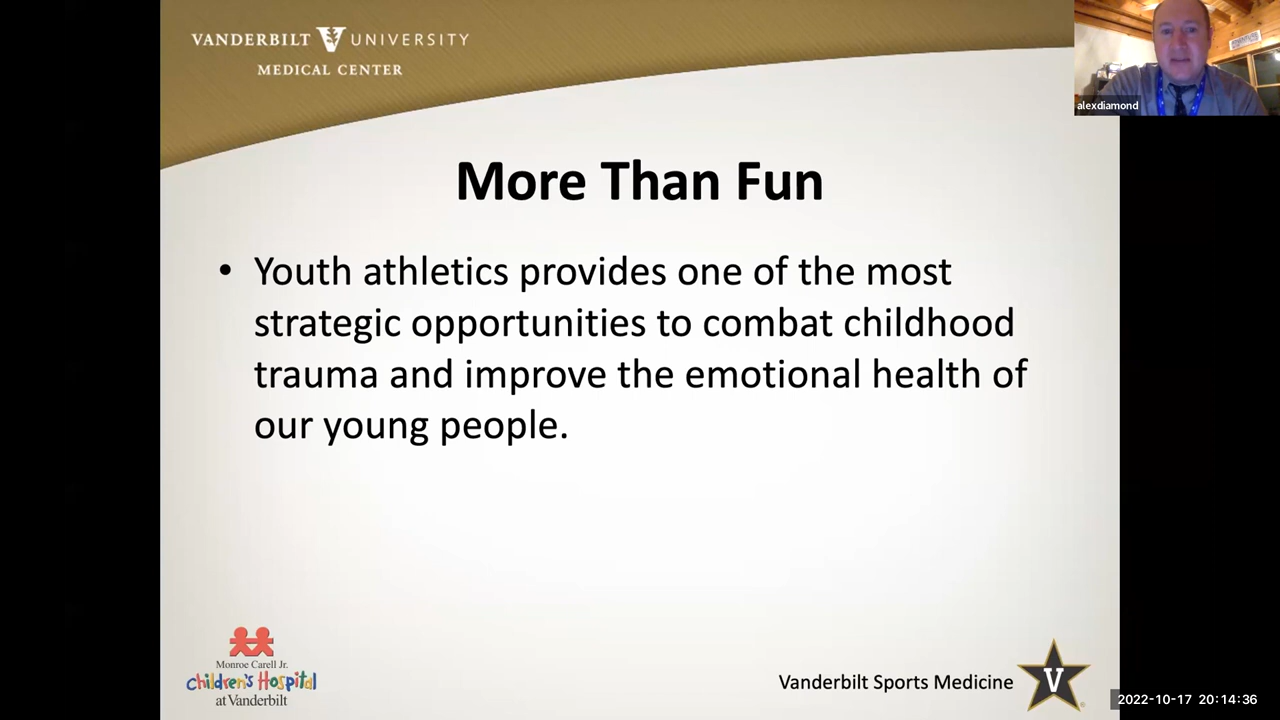 VANDERBILT UNIVERSITY
MEDICAL CENTER
alexdiamond
More Than Fun
• Youth athletics provides one of the most
strategic opportunities to combat childhood
trauma and improve the emotional health of
our young people.
Monroe Carell Jr.
Children's Hospital
at Vanderbilt
Vanderbilt Sports Medicine
V
2022-10-17 20:14:36